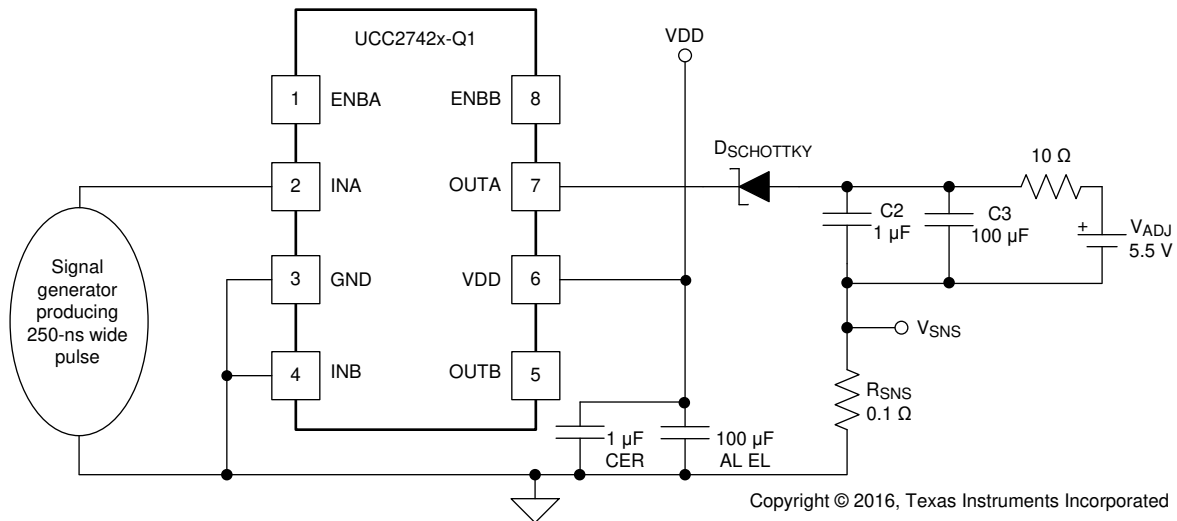 UCC2742x-Q1
VDD
1 ENBA ENBB 8
DSCHOTTKY
10 Ω
2 INA OUTA 7
C2
1 µF
C3
100 µF
+
VADJ
5.5 V
Signal
generator
producing
250-ns wide
pulse
3 GND VDD 6
VSNS
4 INB OUTB 5
RSNS
0.1 Ω
1 µF
CER
100 µF
AL EL
Copyright © 2016, Texas Instruments Incorporated